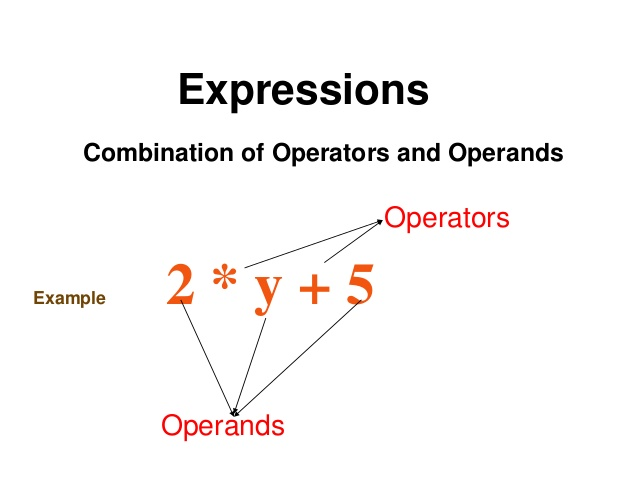 Expressions
Combination of Operators and Operands
Operators
Example 2 * y + 5
Operands